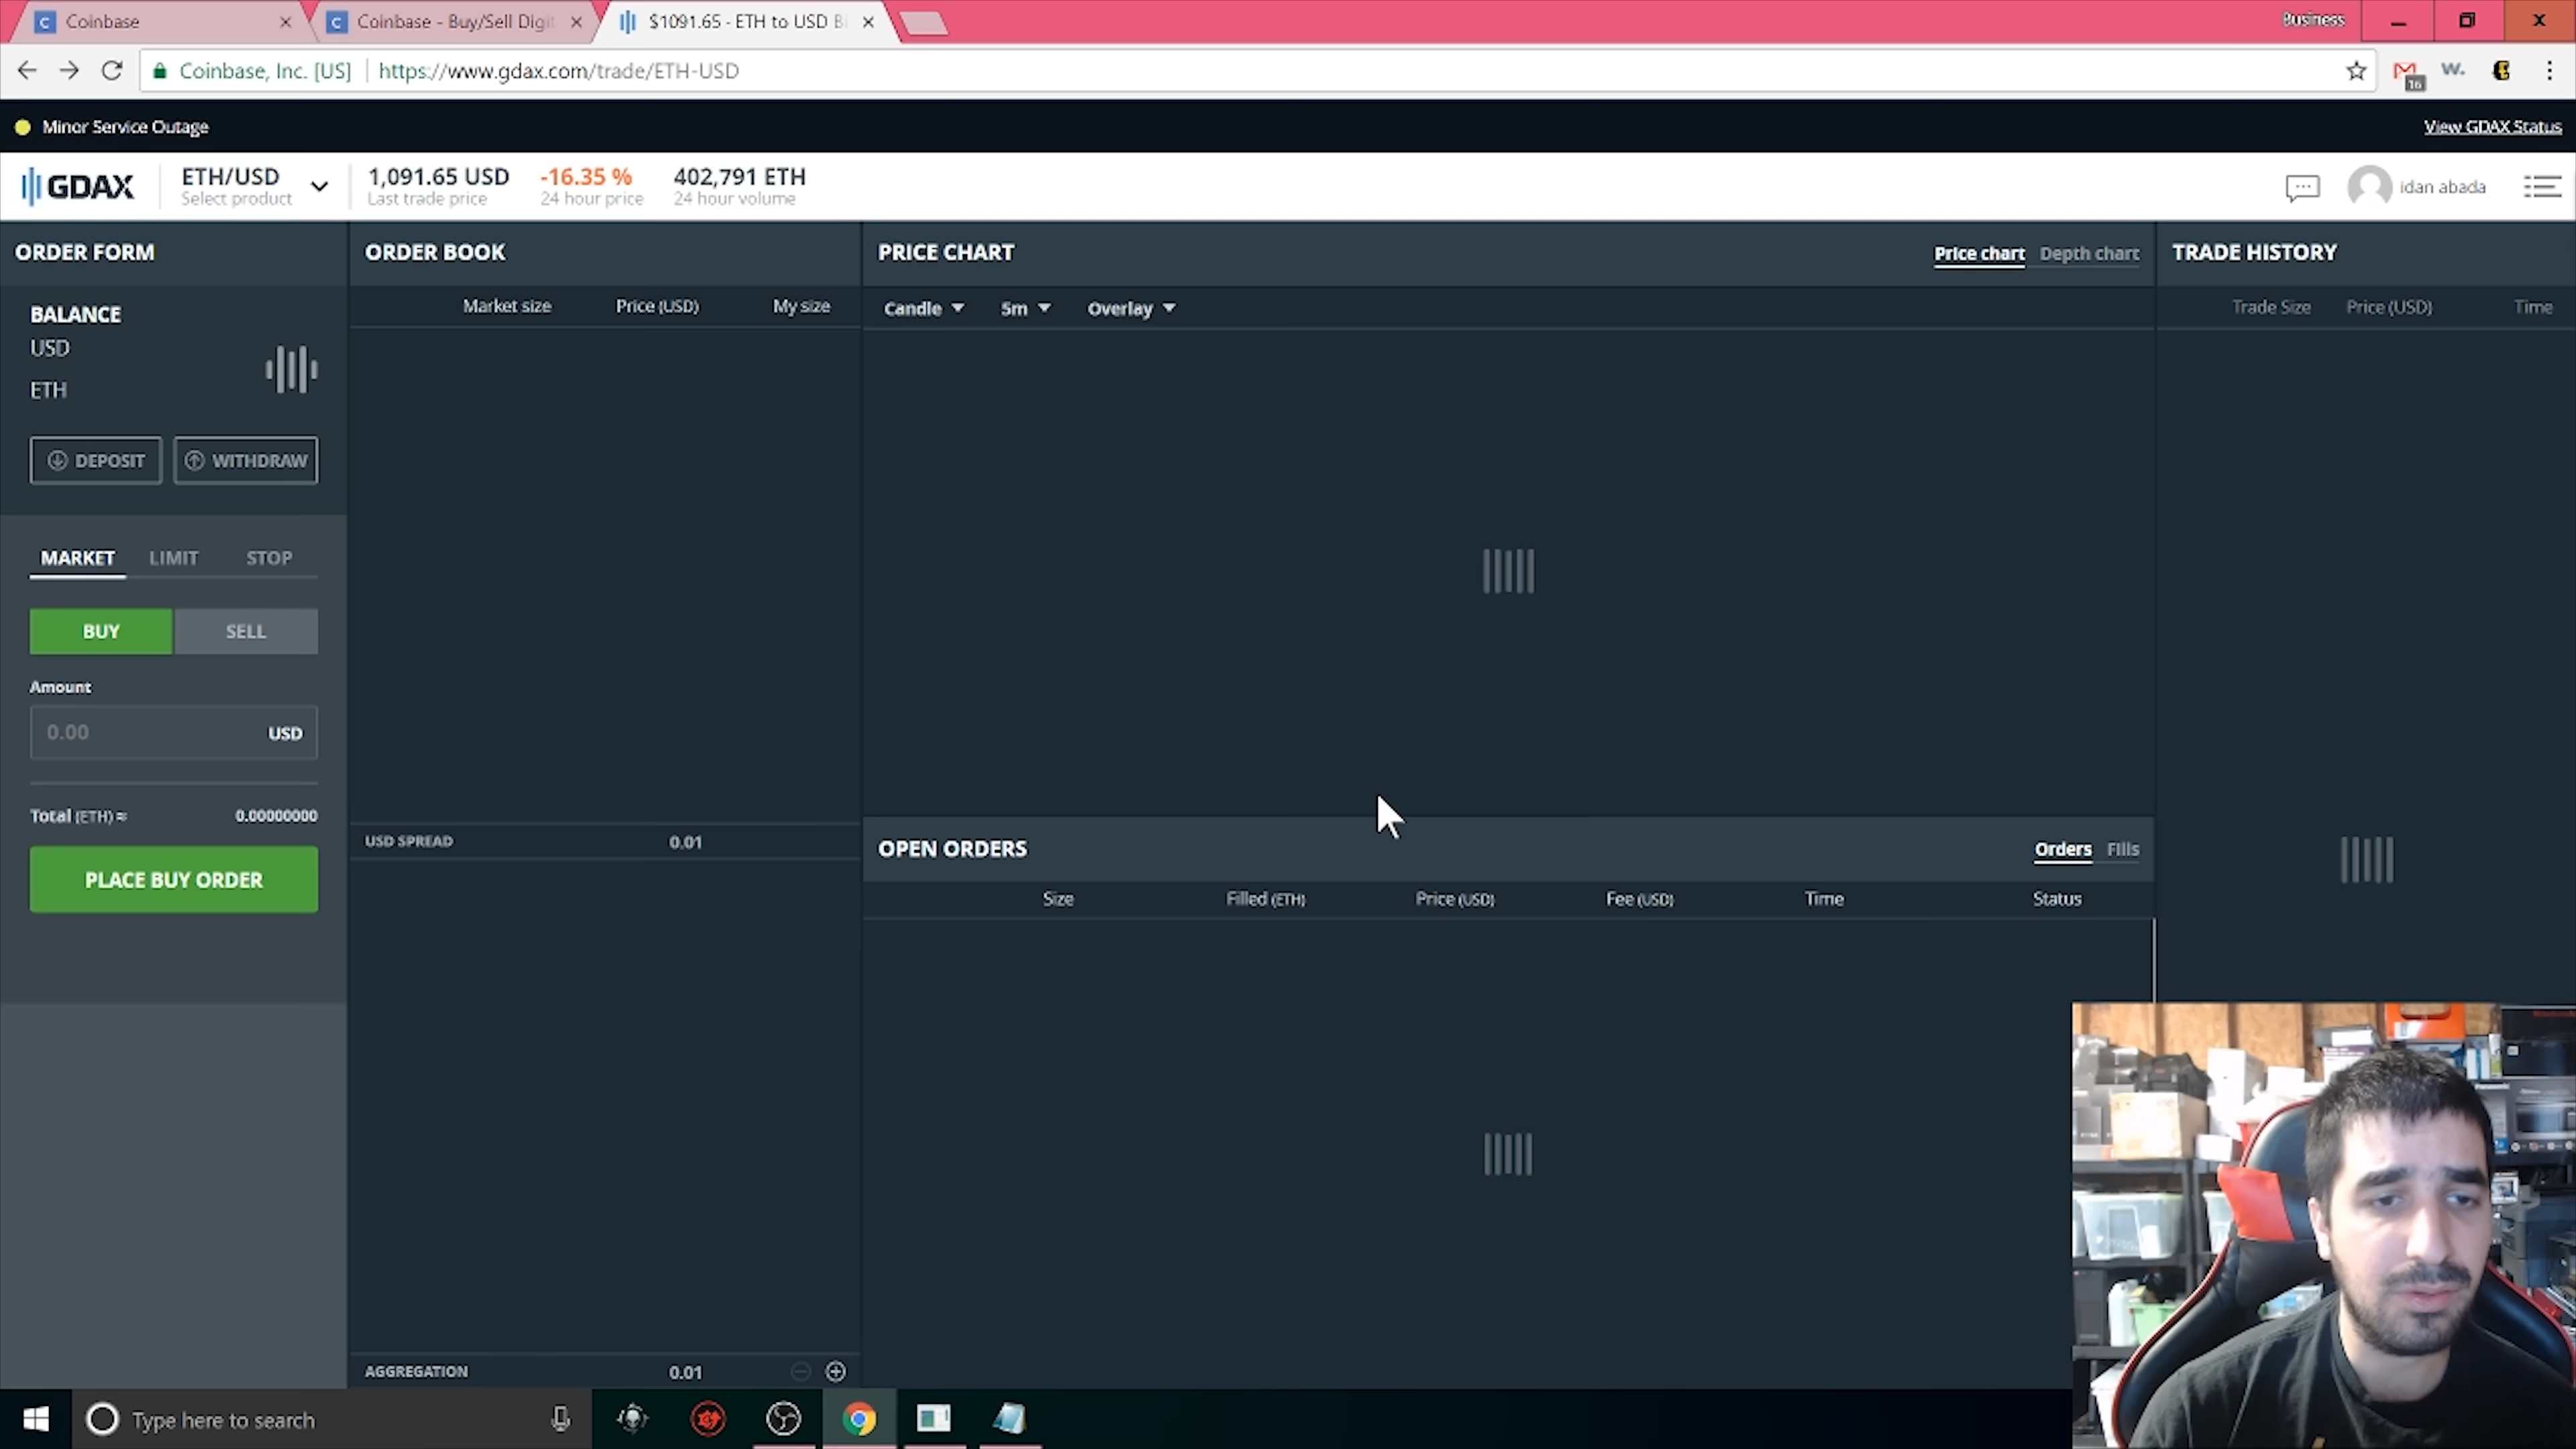 Coinbase
Coinbase - Buy/Sell Digit
$1091.65 - ETH to USD B
Business
Coinbase, Inc. [US]
https://www.gdax.com/trade/ETH-USD
16
W.
Minor Service Outage
View GDAX Status
GDAX
ETH/USD
Select product
1,091.65 USD
Last trade price
-16.35 %
24 hour price
402,791 ETH
24 hour volume
idan abada
ORDER FORM
BALANCE
USD
ETH
DEPOSIT
WITHDRAW
MARKET
LIMIT
STOP
BUY
SELL
Amount
0.00
USD
Total (ETH) ≈
0.00000000
PLACE BUY ORDER
ORDER BOOK
Market size
Price (USD)
My size
USD SPREAD
0.01
AGGREGATION
0.01
PRICE CHART
Price chart
Depth chart
Candle
5m
Overlay
OPEN ORDERS
Orders
Fills
Size
Filled (ETH)
Price (USD)
Fee (USD)
Time
Status
TRADE HISTORY
Trade Size
Price (USD)
Time
Type here to search